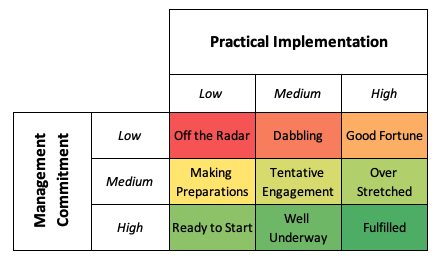 Practical Implementation
Low Medium High
Management
Commitment
Low Off the Radar Dabbling Good Fortune
Medium Making Tentative Over
Preparations Engagement Stretched
High Ready to Start Well
Underway Fulfilled